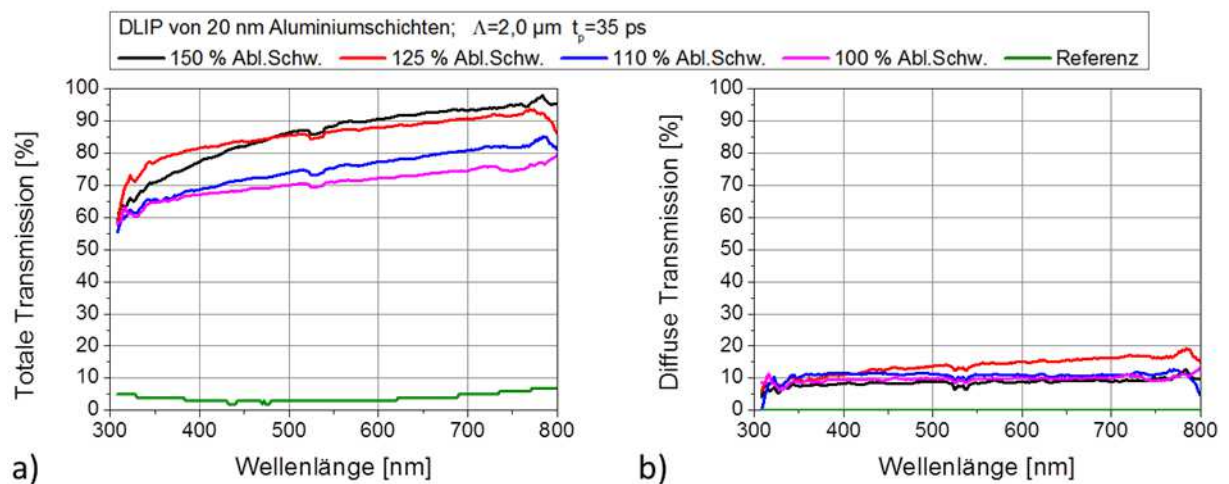 DLIP von 20 nm Aluminiumschichten; Λ=2,0 µm tp=35 ps
150 % Abl.Schw. 125 % Abl.Schw. 110 % Abl.Schw. 100 % Abl.Schw. Referenz
Totale Transmission [%]
100
90
80
70
60
50
40
30
20
10
0
300 400 500 600 700 800
Wellenlänge [nm]
a)
Diffuse Transmission [%]
100
90
80
70
60
50
40
30
20
10
0
300 400 500 600 700 800
Wellenlänge [nm]
b)